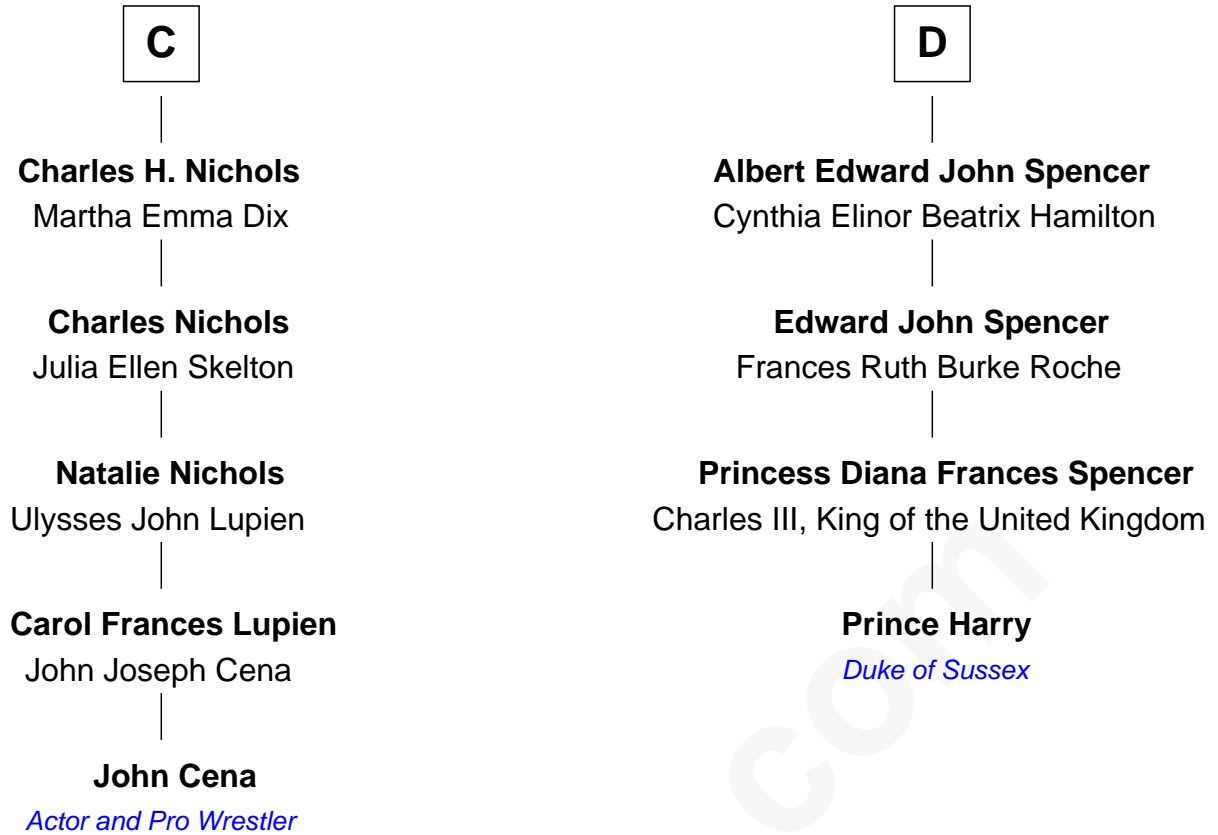 C
Charles H. Nichols
Martha Emma Dix
Charles Nichols
Julia Ellen Skelton
Natalie Nichols
Ulysses John Lupien
Carol Frances Lupien
John Joseph Cena
John Cena
Actor and Pro Wrestler
D
Albert Edward John Spencer
Cynthia Elinor Beatrix Hamilton
Edward John Spencer
Frances Ruth Burke Roche
Princess Diana Frances Spencer
Charles III, King of the United Kingdom
Prince Harry
Duke of Sussex
com